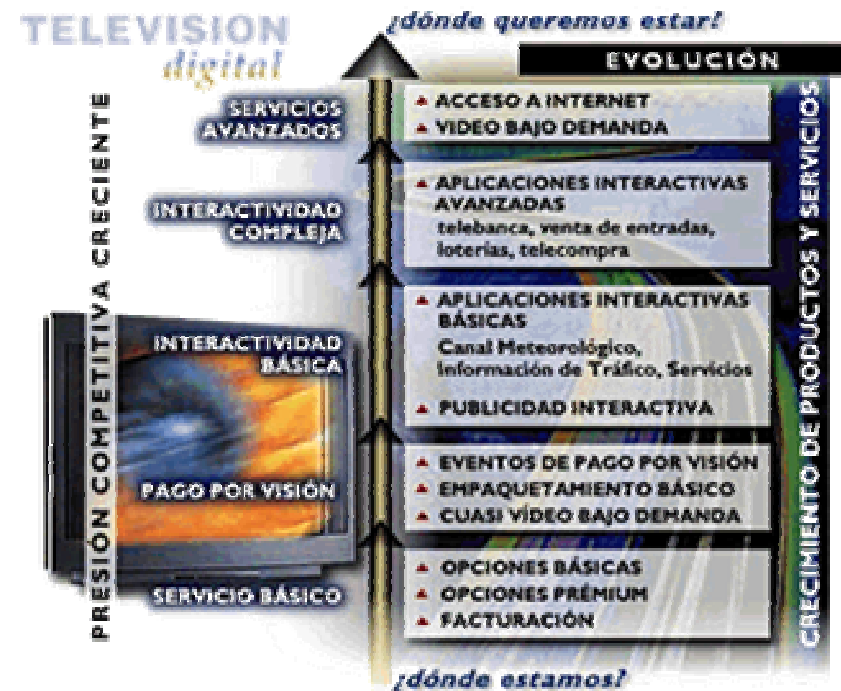 TELEVISION
digital
¿dónde queremos estar?
EVOLUCIÓN
PRESIÓN COMPETITIVA CRECIENTE
SERVICIOS
AVANZADOS
ACCESO A INTERNET
VIDEO BAJO DEMANDA
INTERACTIVIDAD
COMPLEJA
APLICACIONES INTERACTIVAS
AVANZADAS
telebanca, venta de entradas,
loterías, telecompra
INTERACTIVIDAD
BÁSICA
APLICACIONES INTERACTIVAS
BÁSICAS
Canal Meteorológico,
Información de Tráfico, Servicios
PUBLICIDAD INTERACTIVA
PAGO POR VISIÓN
EVENTOS DE PAGO POR VISIÓN
EMPAQUETAMIENTO BÁSICO
CUASI VÍDEO BAJO DEMANDA
SERVICIO BÁSICO
OPCIONES BÁSICAS
OPCIONES PRÉMIUM
FACTURACIÓN
CRECIMIENTO DE PRODUCTOS Y SERVICIOS
¿dónde estamos?